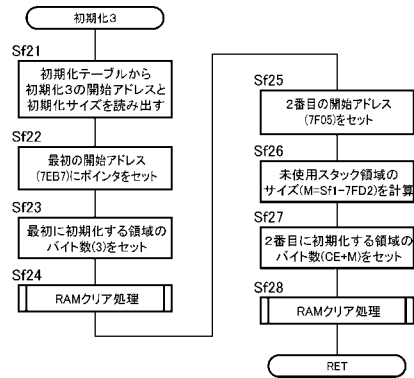 初期化3
Sf21
初期化テーブルから
初期化3の開始アドレスと
初期化サイズを読み出す
Sf22
最初の開始アドレス
(7EB7)にポインタをセット
Sf23
最初に初期化する領域の
バイト数(3)をセット
Sf24
RAMクリア処理
Sf25
2番目の開始アドレス
(7F05)をセット
Sf26
未使用スタック領域の
サイズ(M=Sf1-7FD2)を計算
Sf27
2番目に初期化する領域の
バイト数(CE+M)をセット
Sf28
RAMクリア処理
RET